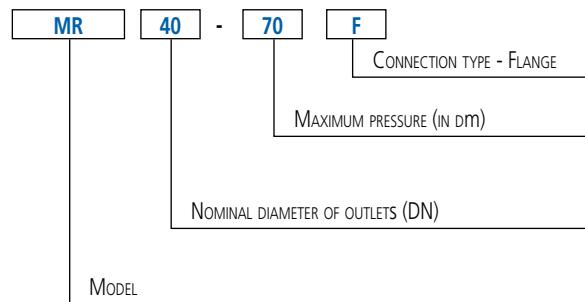 MR 40 - 70 F
Connection type - Flange
Maximum pressure (in dm)
Nominal diameter of outlets (DN)
Model